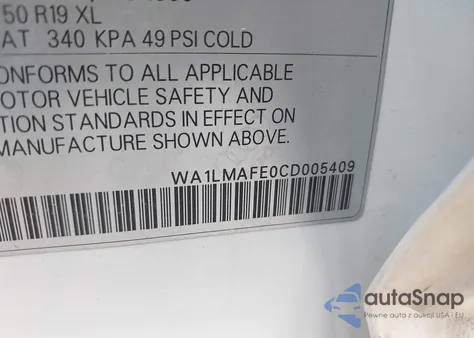 50 R19 XL
AT 340 KPA 49 PSI COLD
ONFORMS TO ALL APPLICABLE
OTOR VEHICLE SAFETY AND
TION STANDARDS IN EFFECT ON
MANUFACTURE SHOWN ABOVE.
WA1LMAFE0CD005409
autoSnap
Pewne auta z aukcji USA - EU